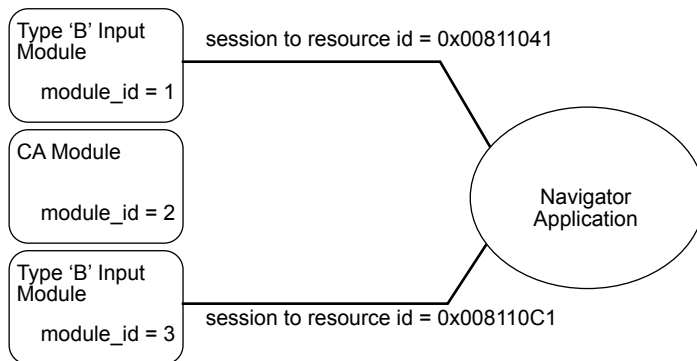 Type ‘B’ Input
Module
module_id = 1
session to resource id = 0x00811041
CA Module
module_id = 2
Navigator
Application
Type ‘B’ Input
Module
module_id = 3
session to resource id = 0x008110C1